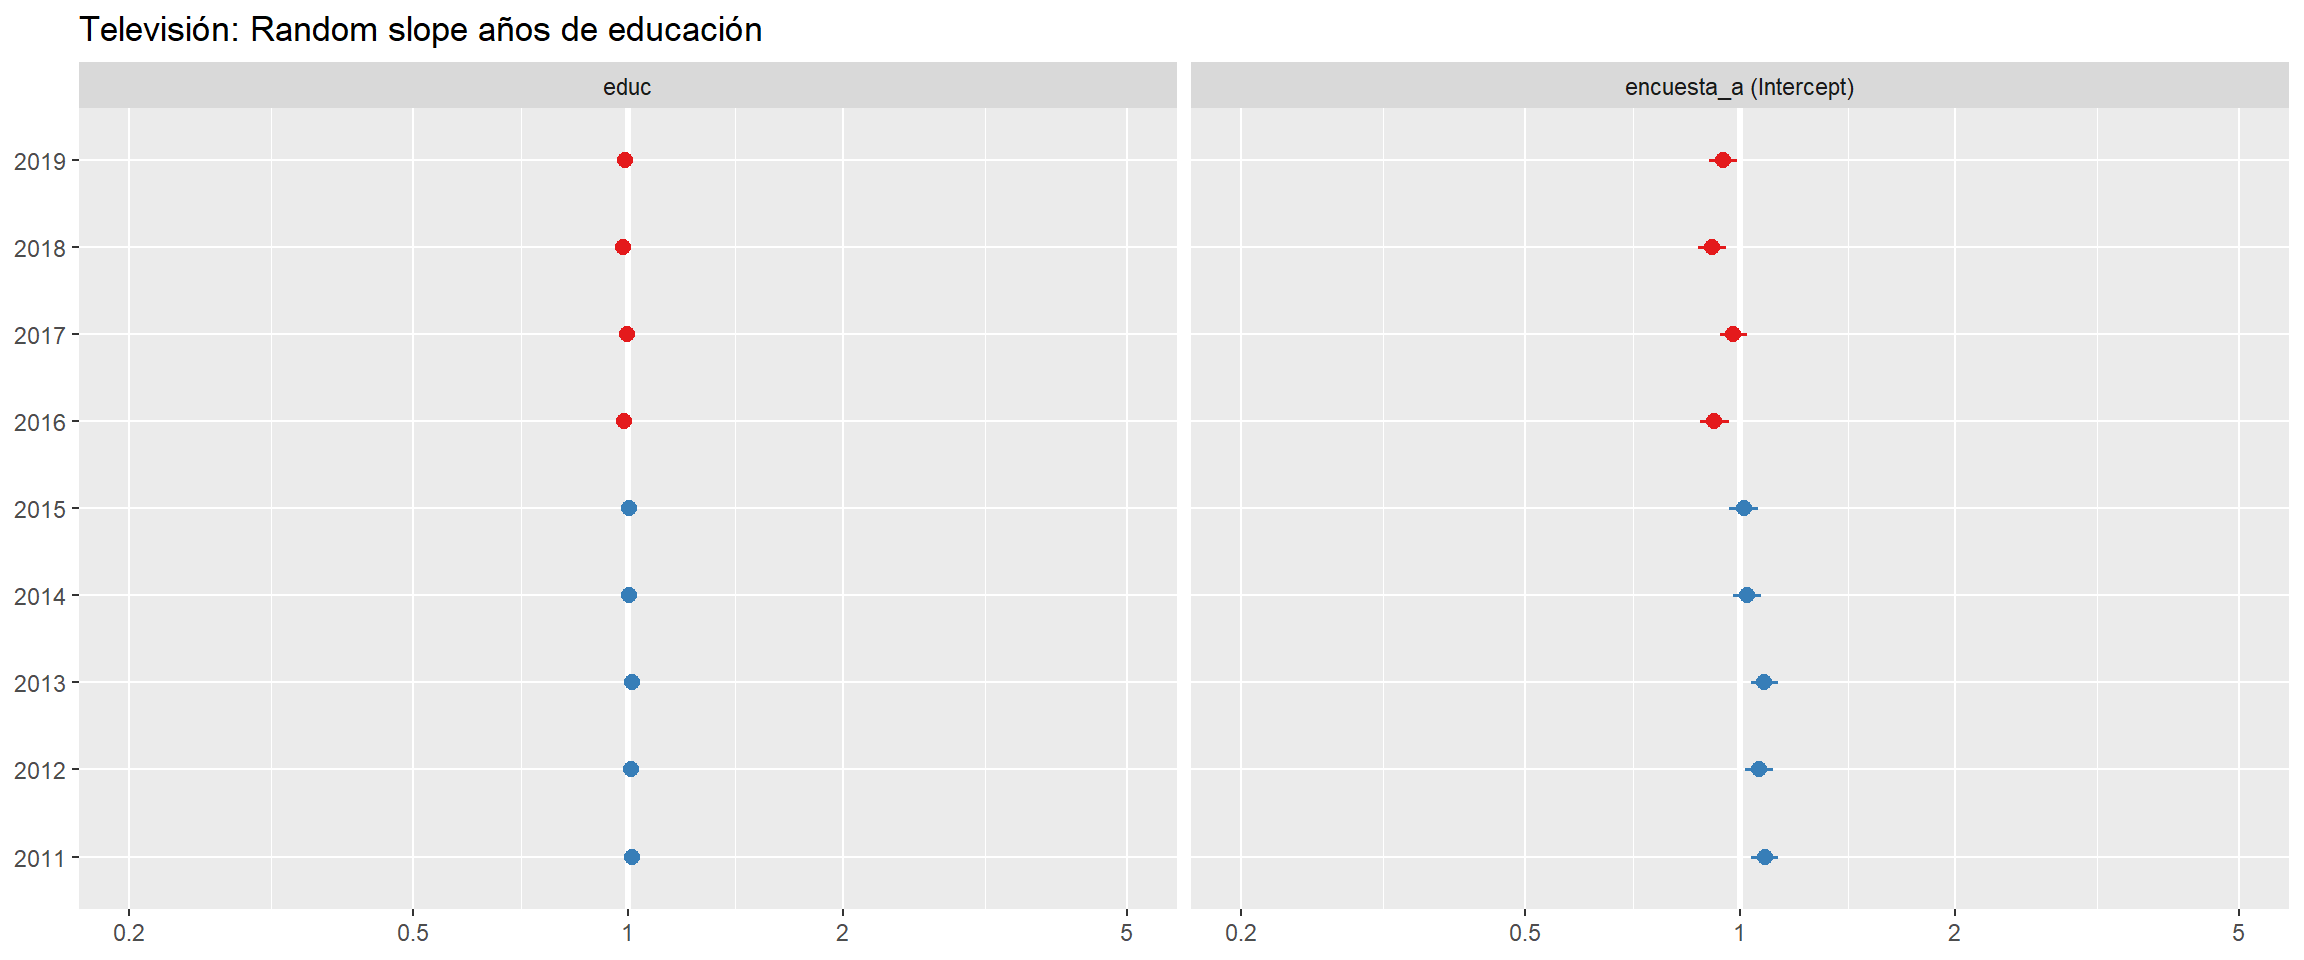 Televisión: Random slope años de educación
educ
encuesta_a (Intercept)
2019
2018
2017
2016
2015
2014
2013
2012
2011
0.2 0.5 1 2 5
0.2 0.5 1 2 5